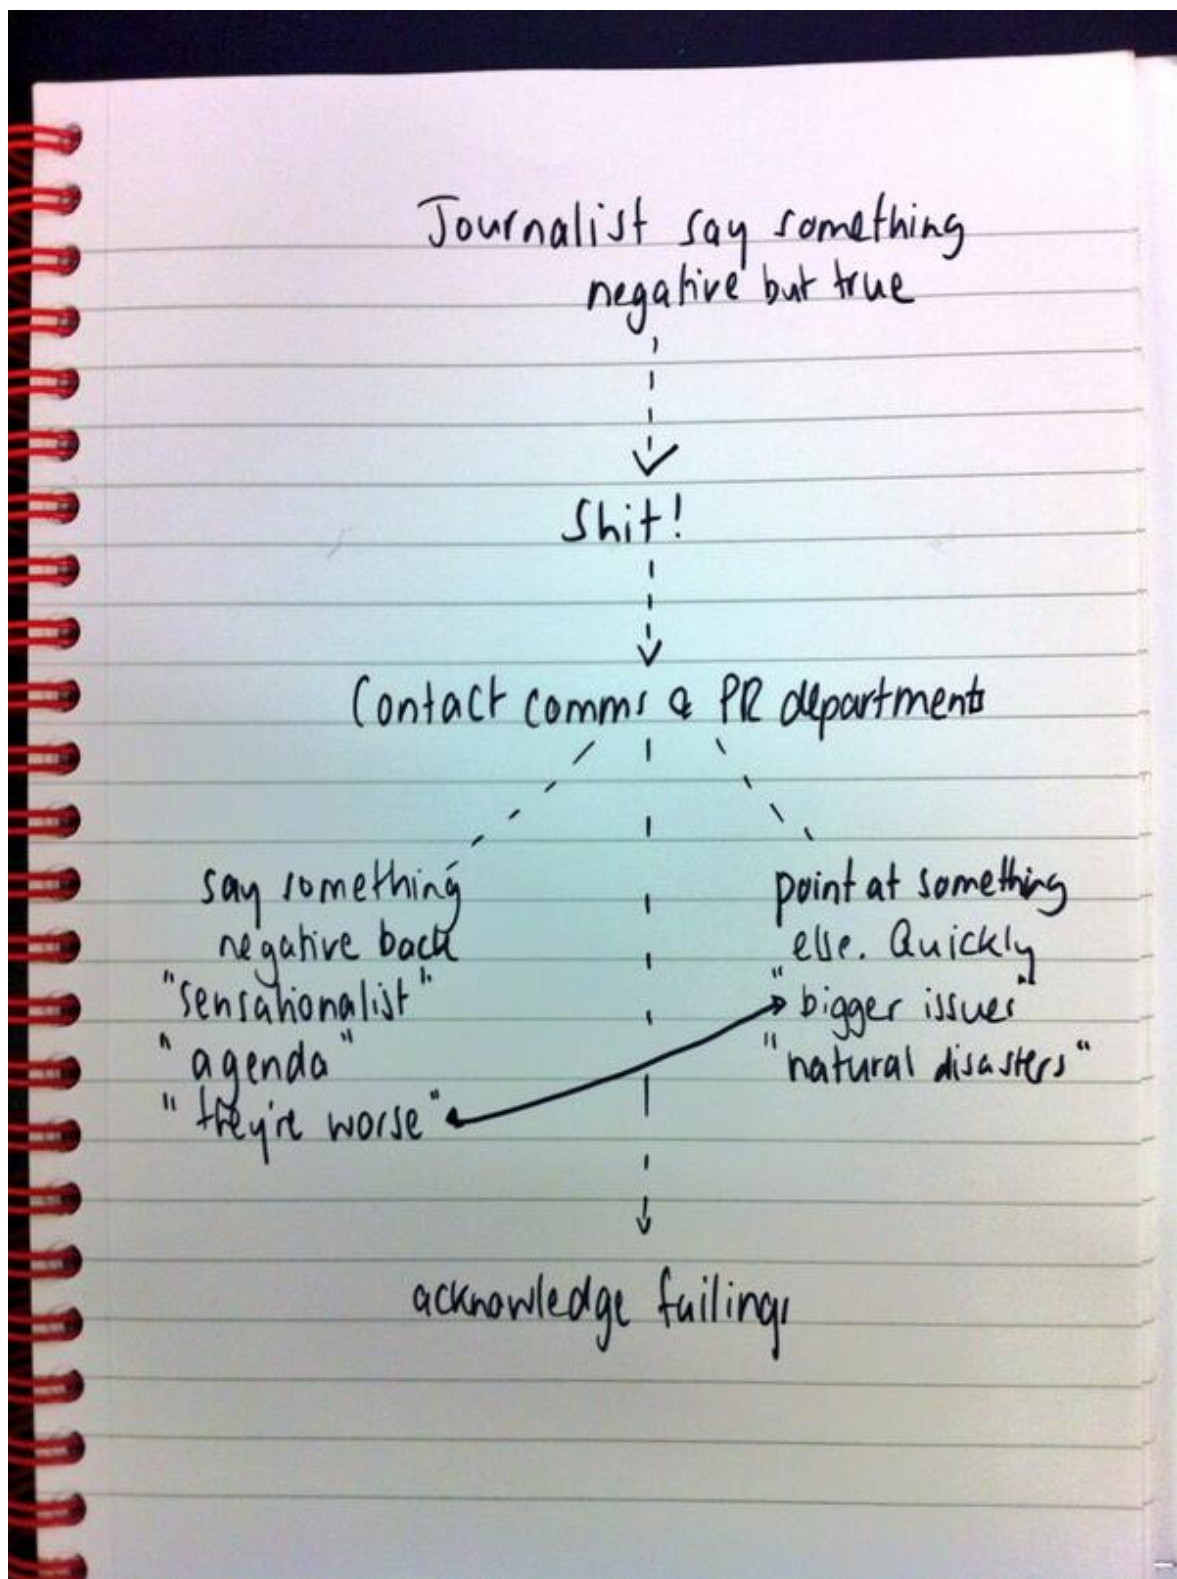 Journalist say something
negative but true
Shit!
Contact comms & PR departments
say something
negative back
"sensationalist"
"agenda"
"they're worse"
point at something
else. Quickly
"bigger issues"
"natural disasters"
acknowledge failings